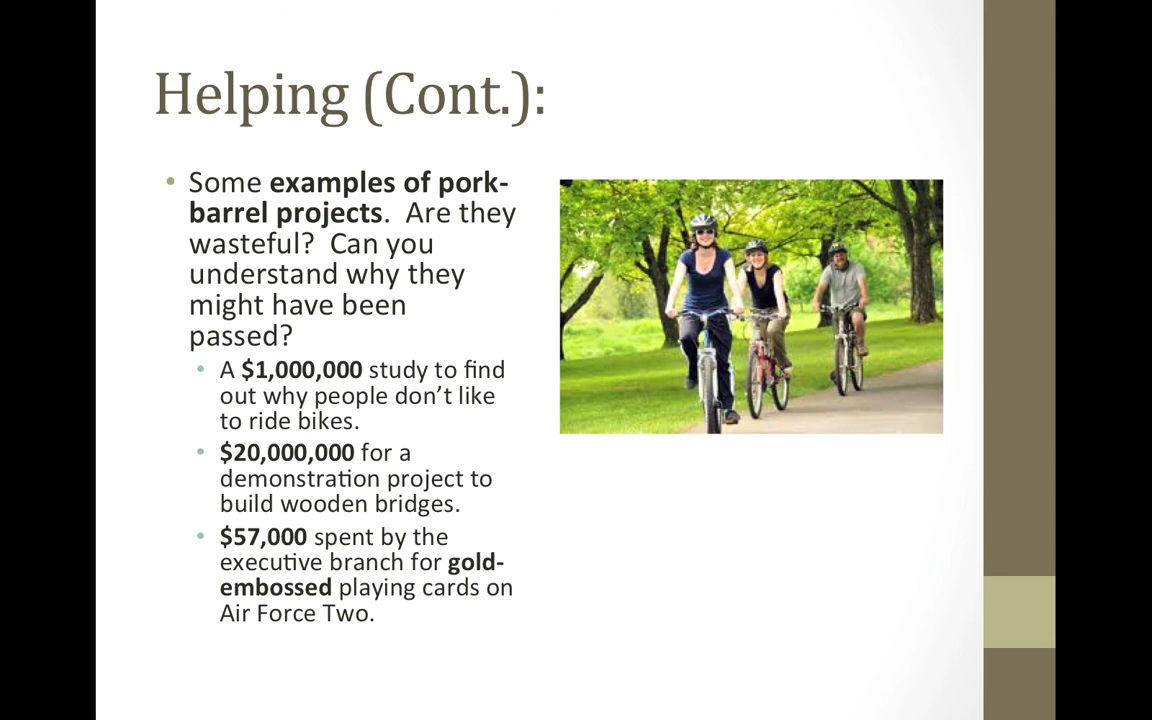 Helping (Cont.):
• Some examples of pork-
barrel projects.  Are they
wasteful?  Can you
understand why they
might have been
passed?
• A $1,000,000 study to find
out why people don’t like
to ride bikes.
• $20,000,000 for a
demonstration project to
build wooden bridges.
• $57,000 spent by the
executive branch for gold-
embossed playing cards on
Air Force Two.